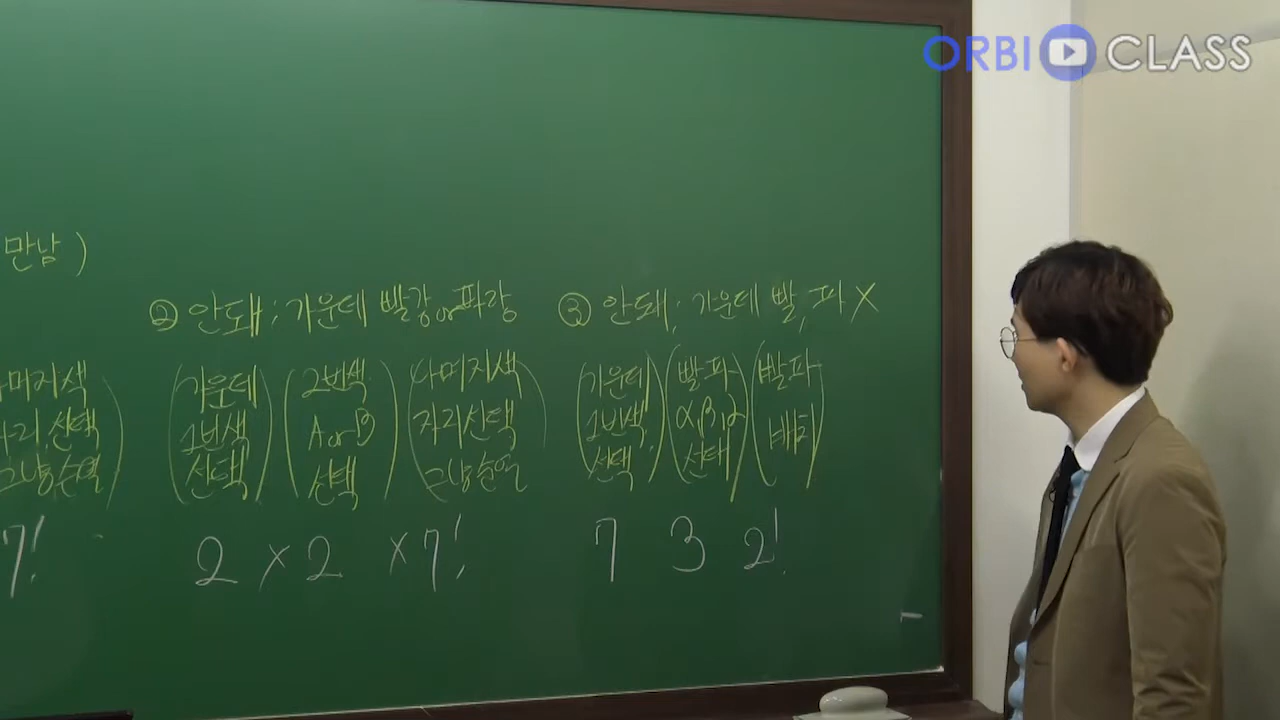 ORBI CLASS
만남 )
② 안돼; 가운데 빨강or파랑
③ 안돼; 가운데 빨, 파 X
나머지색
자리 선택
그냥 순열
7!
(가운데
1번색
선택)
(2번색
A or B
선택)
(나머지색
자리선택
그냥 순열)
2 × 2 × 7!
(가운데
1번색
선택)
(빨·파
선택)
(빨파
배치)
7 3 2!